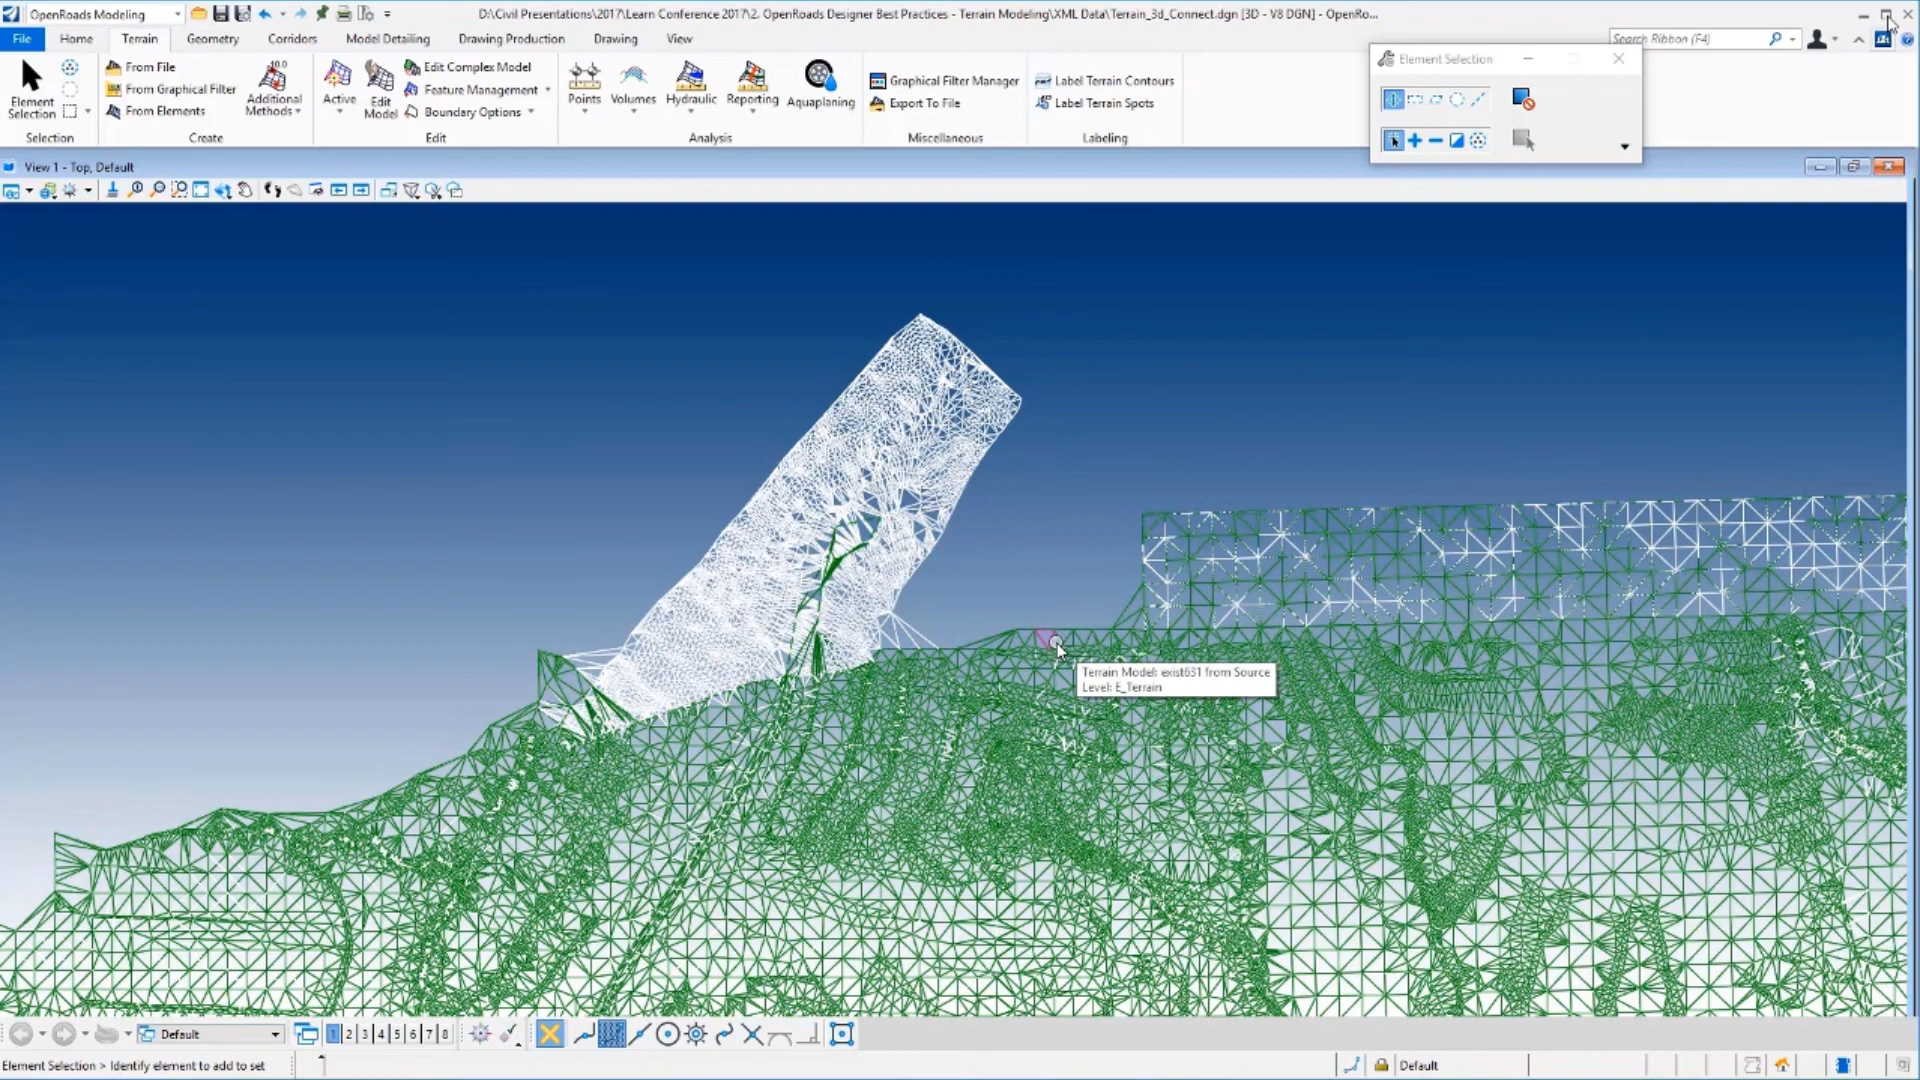 OpenRoads Modeling
D:\Civil Presentations\2017\Learn Conference 2017\2. OpenRoads Designer Best Practices - Terrain Modeling\XML Data\Terrain_3d_Connect.dgn [3D - V8 DGN] - OpenRo...
File Home Terrain Geometry Corridors Model Detailing Drawing Production Drawing View
Search Ribbon (F4)
Element Selection
Element Selection
Selection
From File
From Graphical Filter
From Elements
10.0
Additional Methods
Create
Active
Edit Model
Edit Complex Model
Feature Management
Boundary Options
Edit
Points
Volumes
Hydraulic
Reporting
Aquaplaning
Analysis
Graphical Filter Manager
Export To File
Miscellaneous
Label Terrain Contours
Label Terrain Spots
Labeling
View 1 - Top, Default
Terrain Model: exist631 from Source
Level: E_Terrain
Default
1 2 3 4 5 6 7 8
Element Selection > Identify element to add to set
Default